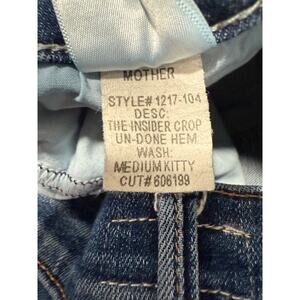 MOTHER
STYLE# 1217-104
DESC:
THE INSIDER CROP
UN-DONE HEM
WASH:
MEDIUM KITTY
CUT# 606199